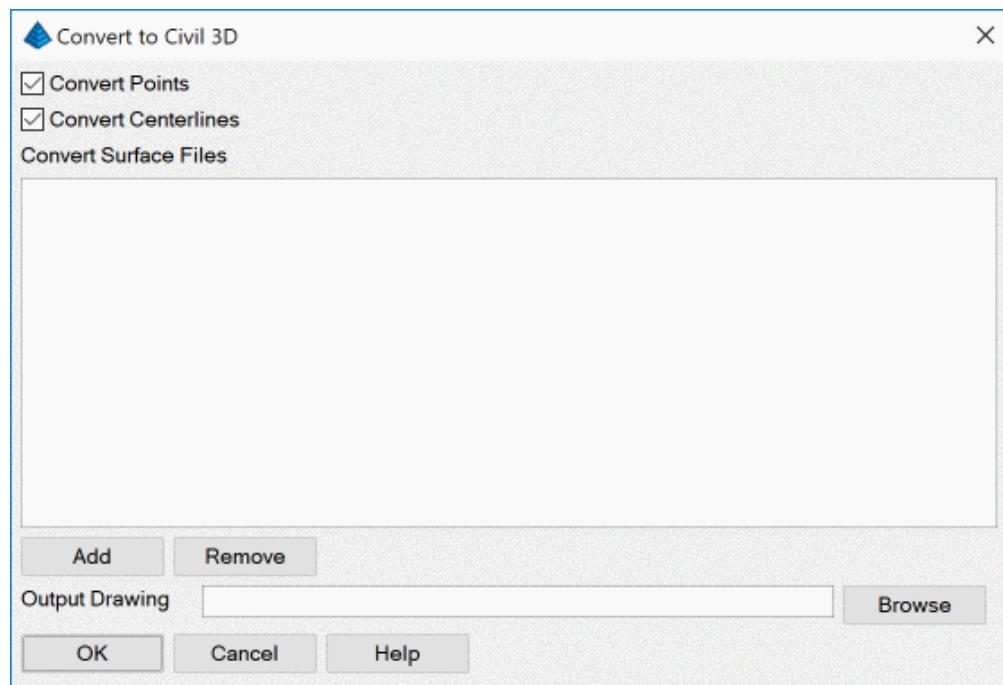 Convert to Civil 3D
Convert Points
Convert Centerlines
Convert Surface Files
Add Remove
Output Drawing Browse
OK Cancel Help